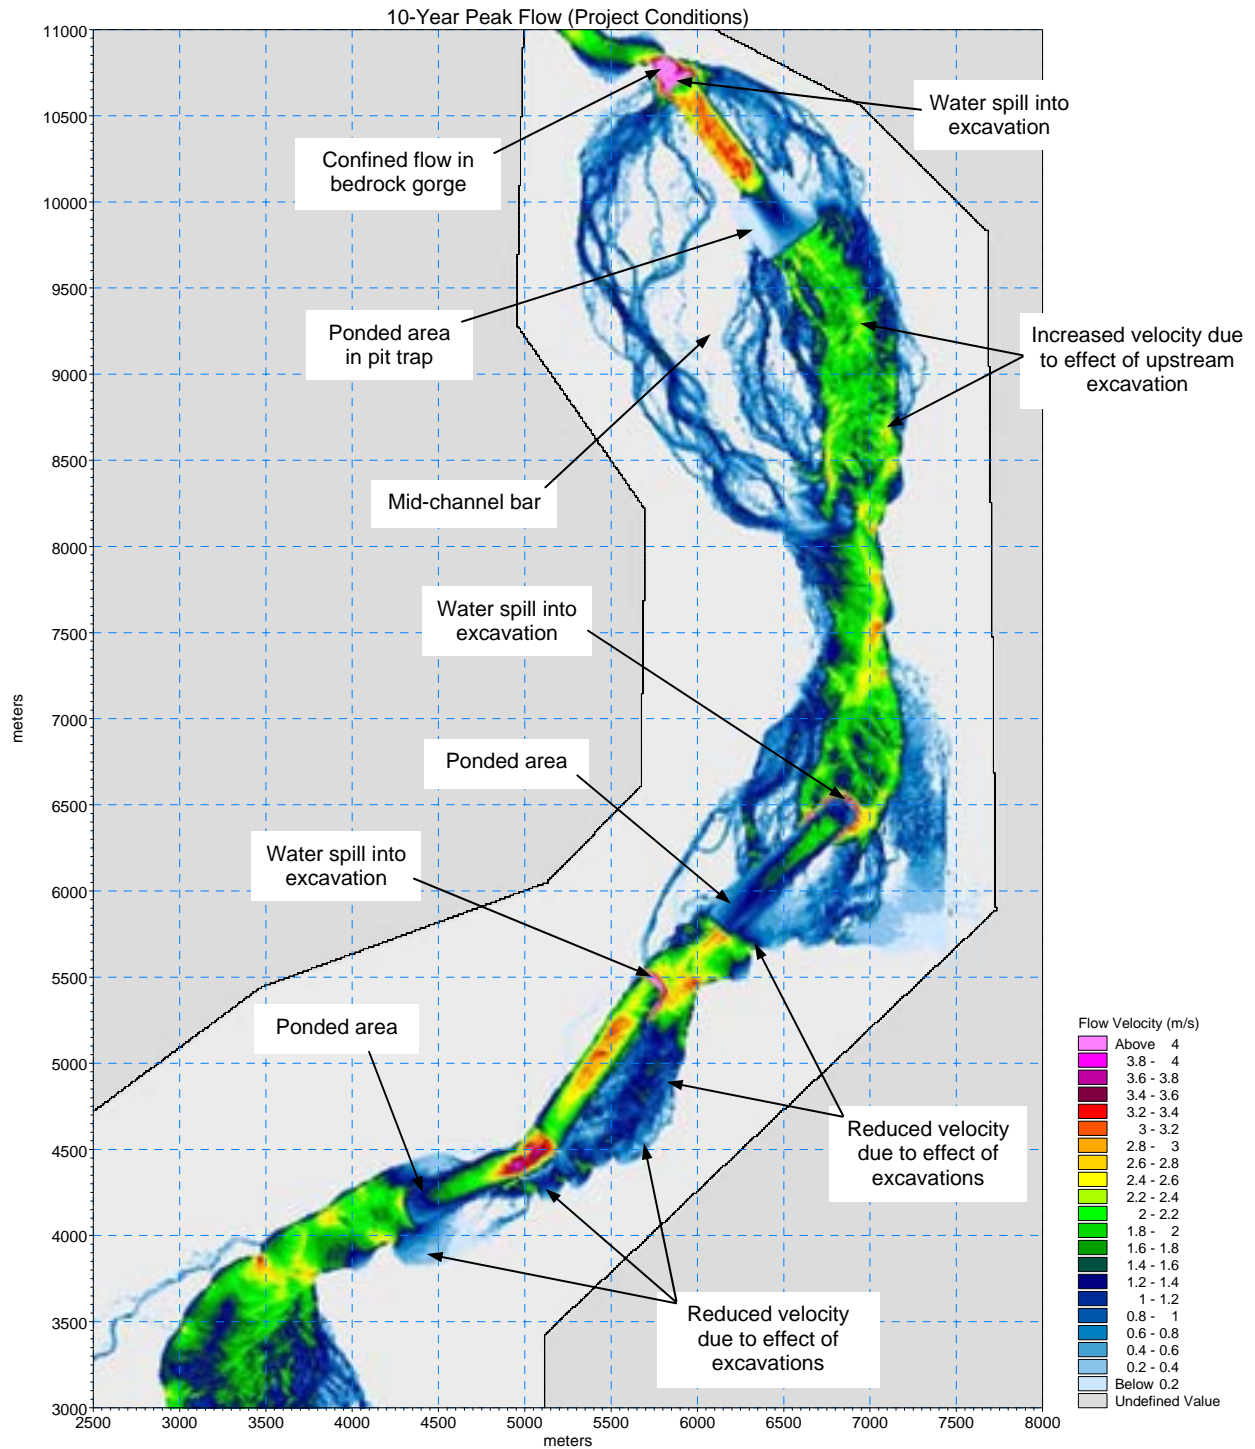 10-Year Peak Flow (Project Conditions)
11000
10500
10000
9500
9000
8500
8000
7500
7000
6500
6000
5500
5000
4500
4000
3500
3000
meters
2500 3000 3500 4000 4500 5000 5500 6000 6500 7000 7500 8000
meters
Water spill into
excavation
Confined flow in
bedrock gorge
Ponded area
in pit trap
Increased velocity due
to effect of upstream
excavation
Mid-channel bar
Water spill into
excavation
Ponded area
Water spill into
excavation
Ponded area
Reduced velocity
due to effect of
excavations
Reduced velocity
due to effect of
excavations
Flow Velocity (m/s)
Above 4
3.8 - 4
3.6 - 3.8
3.4 - 3.6
3.2 - 3.4
3 - 3.2
2.8 - 3
2.6 - 2.8
2.4 - 2.6
2.2 - 2.4
2 - 2.2
1.8 - 2
1.6 - 1.8
1.4 - 1.6
1.2 - 1.4
1 - 1.2
0.8 - 1
0.6 - 0.8
0.4 - 0.6
0.2 - 0.4
Below 0.2
Undefined Value